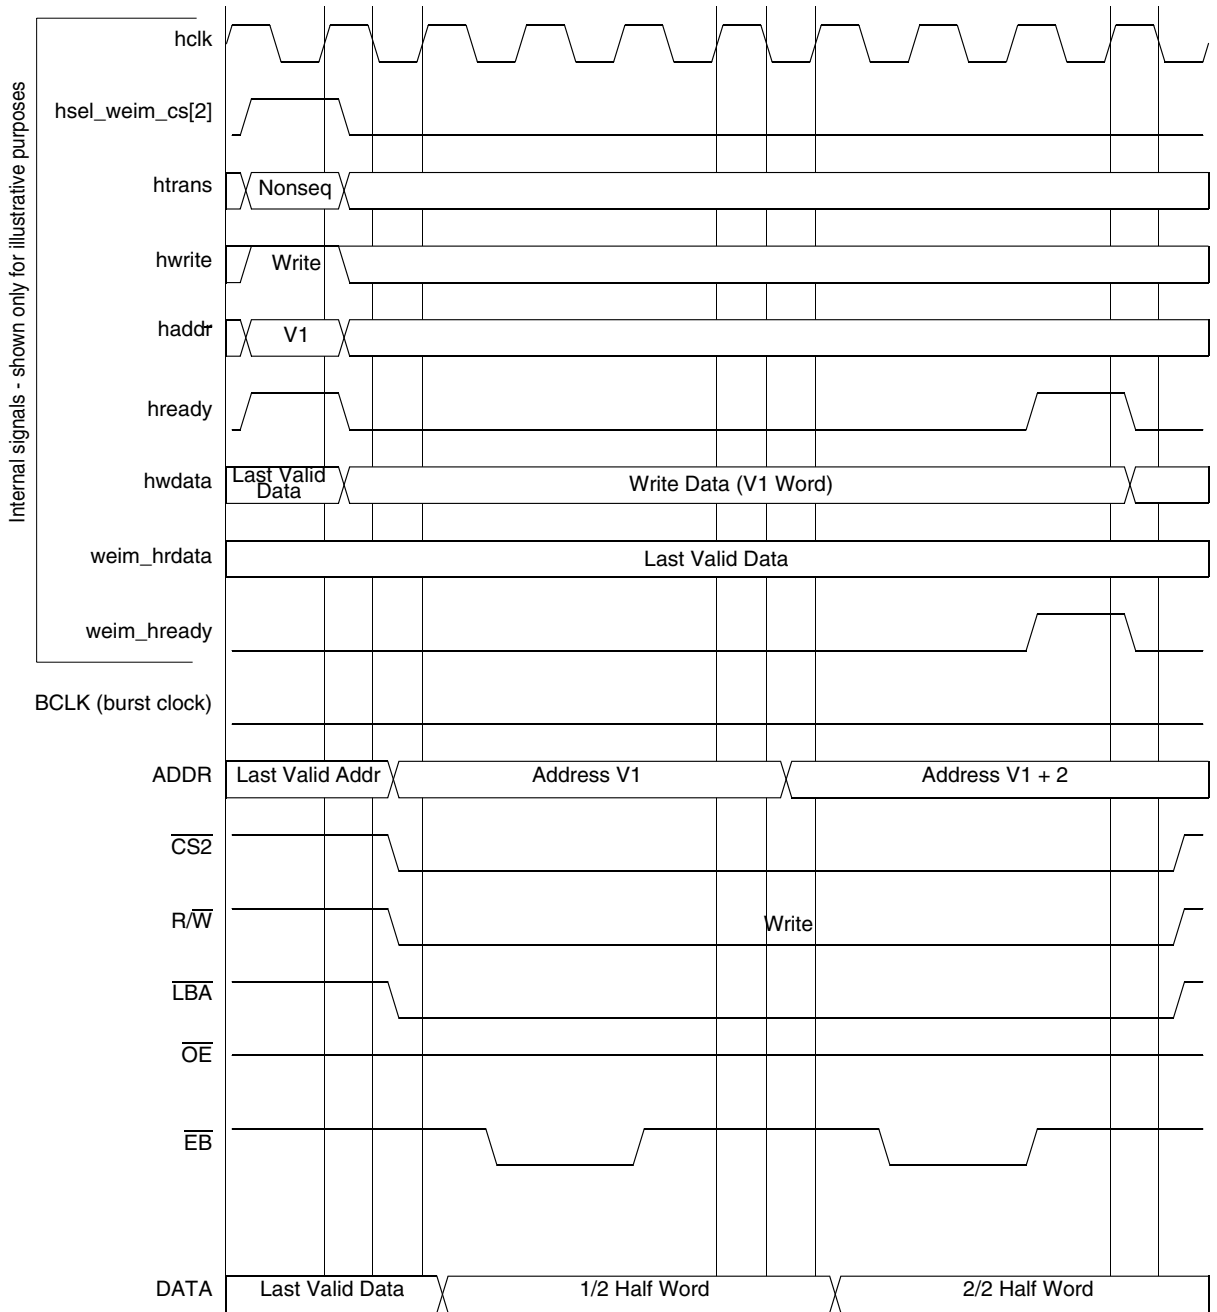 Internal signals - shown only for illustrative purposes
hclk
hsel_weim_cs[2]
htrans
Nonseq
hwrite
Write
haddr
V1
hready
hwdata
Last Valid
Data
Write Data (V1 Word)
weim_hrdata
Last Valid Data
weim_hready
BCLK (burst clock)
ADDR
Last Valid Addr
Address V1
Address V1 + 2
CS2
R/W
Write
LBA
OE
EB
DATA
Last Valid Data
1/2 Half Word
2/2 Half Word